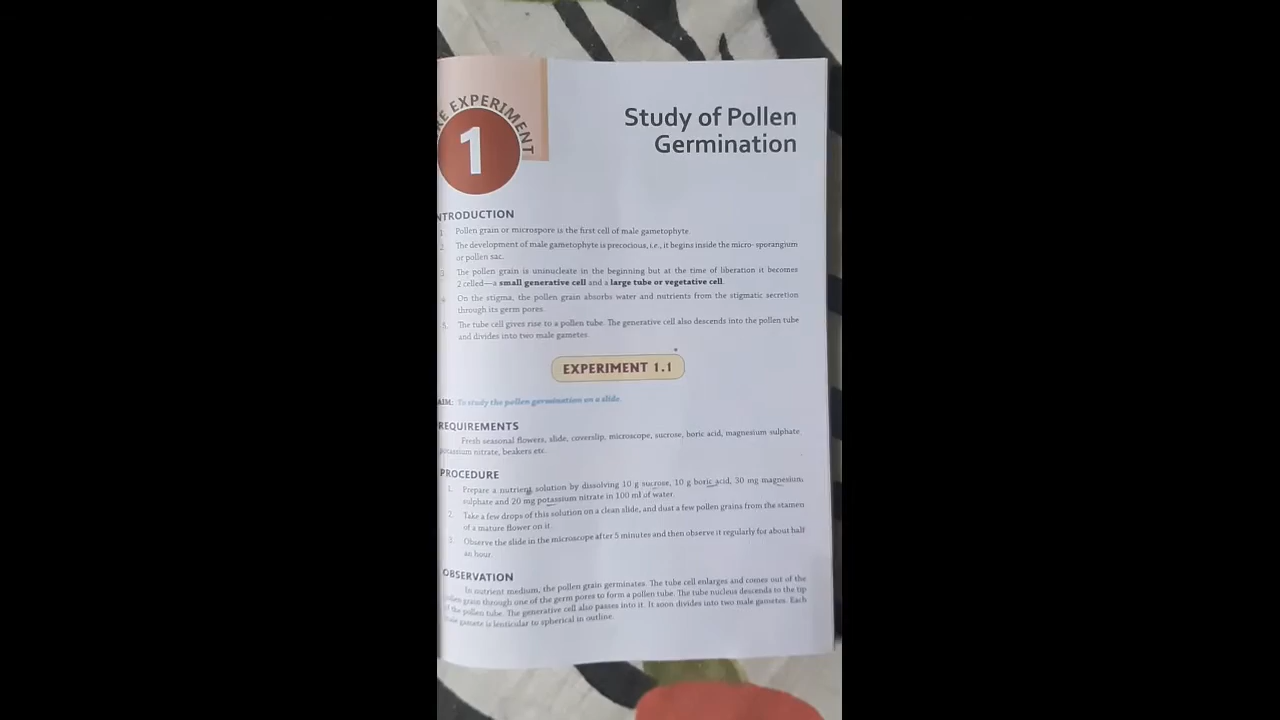 RE EXPERIMENT
1
Study of Pollen
Germination
NTRODUCTION
1. Pollen grain or microspore is the first cell of male gametophyte.
2. The development of male gametophyte is precocious, i.e., it begins inside the micro- sporangium
or pollen sac.
3. The pollen grain is uninucleate in the beginning but at the time of liberation it becomes
2 celled—a small generative cell and a large tube or vegetative cell.
4. On the stigma, the pollen grain absorbs water and nutrients from the stigmatic secretion
through its germ pores.
5. The tube cell gives rise to a pollen tube. The generative cell also descends into the pollen tube
and divides into two male gametes.
EXPERIMENT 1.1
AIM: To study the pollen germination on a slide.
REQUIREMENTS
Fresh seasonal flowers, slide, coverslip, microscope, sucrose, boric acid, magnesium sulphate
potassium nitrate, beakers etc.
PROCEDURE
1. Prepare a nutrient solution by dissolving 10 g sucrose, 10 g boric acid, 30 mg magnesium
sulphate and 20 mg potassium nitrate in 100 ml of water.
2. Take a few drops of this solution on a clean slide, and dust a few pollen grains from the stamen
of a mature flower on it.
3. Observe the slide in the microscope after 5 minutes and then observe it regularly for about half
an hour.
OBSERVATION
In nutrient medium, the pollen grain germinates. The tube cell enlarges and comes out of the
pollen grain through one of the germ pores to form a pollen tube. The tube nucleus descends to the tip
of the pollen tube. The generative cell also passes into it. It soon divides into two male gametes. Each
male gamete is lenticular to spherical in outline.